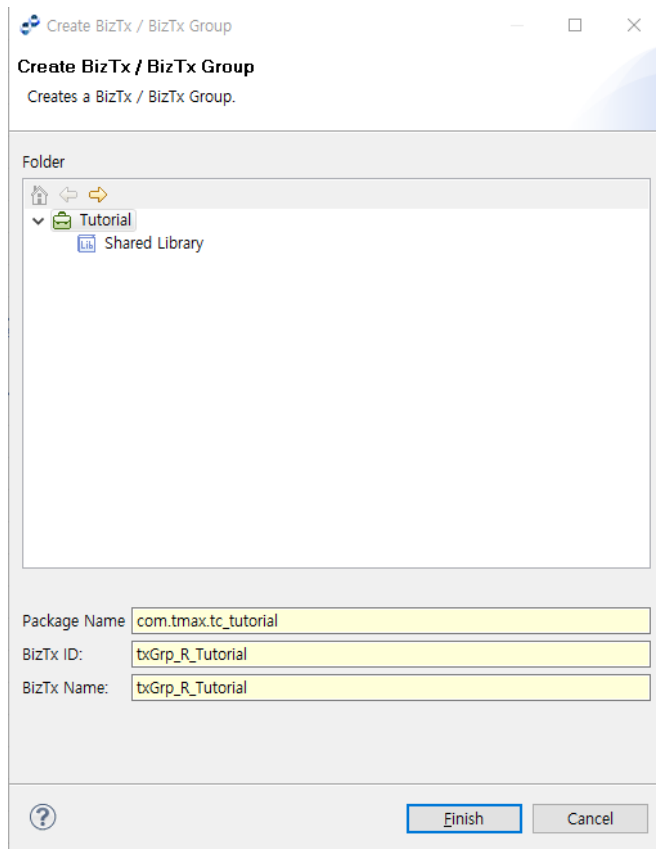 Create BizTx / BizTx Group
Create BizTx / BizTx Group
Creates a BizTx / BizTx Group.
Folder
Tutorial
Lib Shared Library
Package Name com.tmax.tc_tutorial
BizTx ID: txGrp_R_Tutorial
BizTx Name: txGrp_R_Tutorial
? Finish Cancel